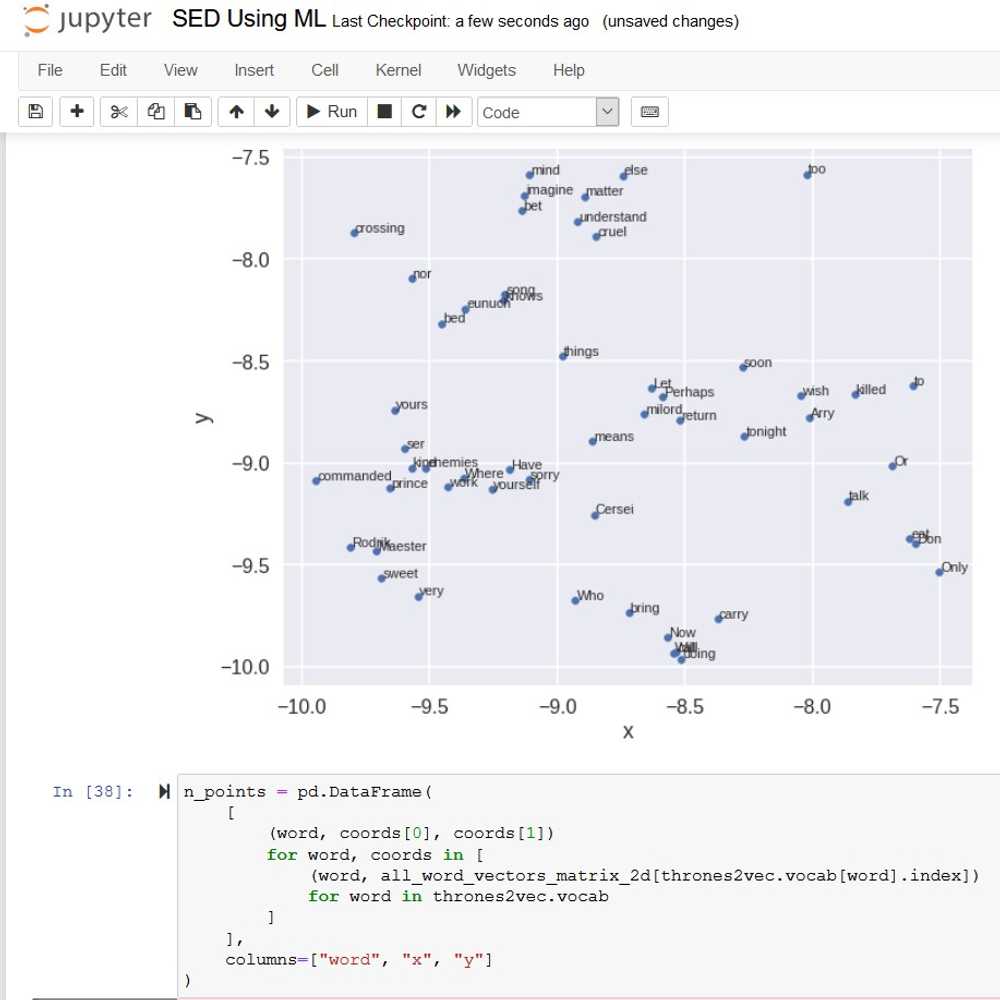 jupyter SED Using ML Last Checkpoint: a few seconds ago (unsaved changes)
File Edit View Insert Cell Kernel Widgets Help
Run Code
−7.5
mind else too
imagine matter
bet
understand
crossing cruel
−8.0
nor
song
knows
eunuch
bed
things
−8.5
soon
Let to
Perhaps wish killed
yours milord return Arry
y
means tonight
ser
−9.0
enemies Where Have Or
commanded prince work yourself sorry
talk
Cersei
eat
Rodrik Maester Don
−9.5
sweet Only
very Who
bring carry
Now
doing
−10.0
−10.0 −9.5 −9.0 −8.5 −8.0 −7.5
x
In [38]: n_points = pd.DataFrame(
[
(word, coords[0], coords[1])
for word, coords in [
(word, all_word_vectors_matrix_2d[thrones2vec.vocab[word].index])
for word in thrones2vec.vocab
]
],
columns=["word", "x", "y"]
)